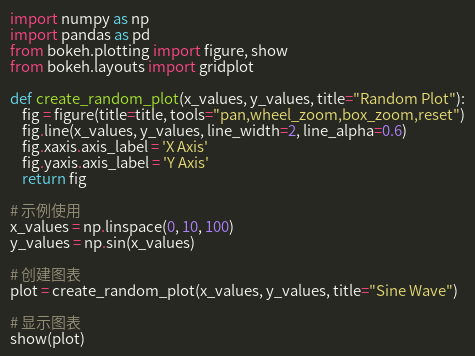 import numpy as np
import pandas as pd
from bokeh.plotting import figure, show
from bokeh.layouts import gridplot

def create_random_plot(x_values, y_values, title="Random Plot"):
    fig = figure(title=title, tools="pan,wheel_zoom,box_zoom,reset")
    fig.line(x_values, y_values, line_width=2, line_alpha=0.6)
    fig.xaxis.axis_label = 'X Axis'
    fig.yaxis.axis_label = 'Y Axis'
    return fig

# 示例使用
x_values = np.linspace(0, 10, 100)
y_values = np.sin(x_values)

# 创建图表
plot = create_random_plot(x_values, y_values, title="Sine Wave")

# 显示图表
show(plot)